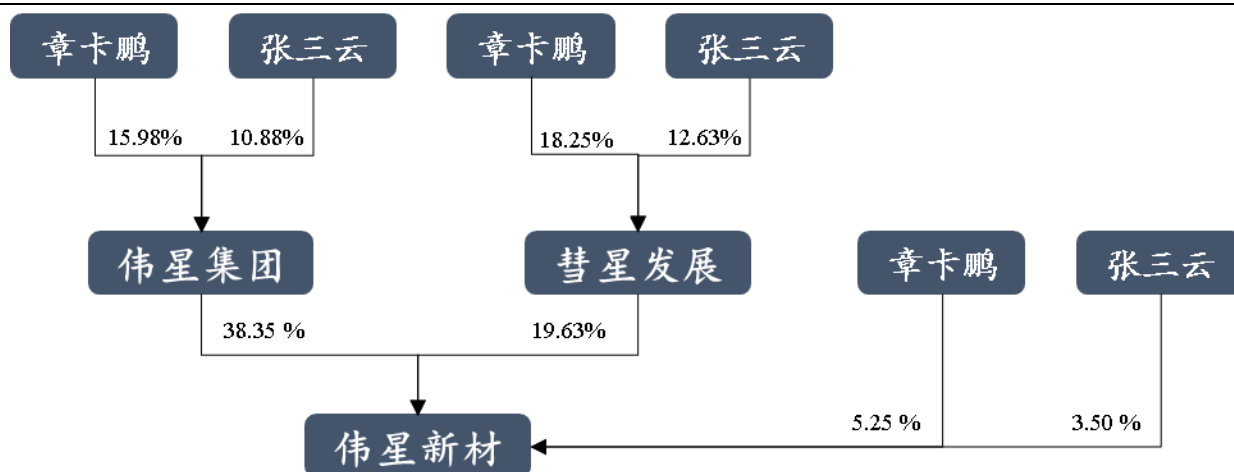 章卡鹏 张三云 章卡鹏 张三云
15.98% 10.88% 18.25% 12.63%
伟星集团 彗星发展 章卡鹏 张三云
38.35 % 19.63%
5.25 % 3.50 %
伟星新材